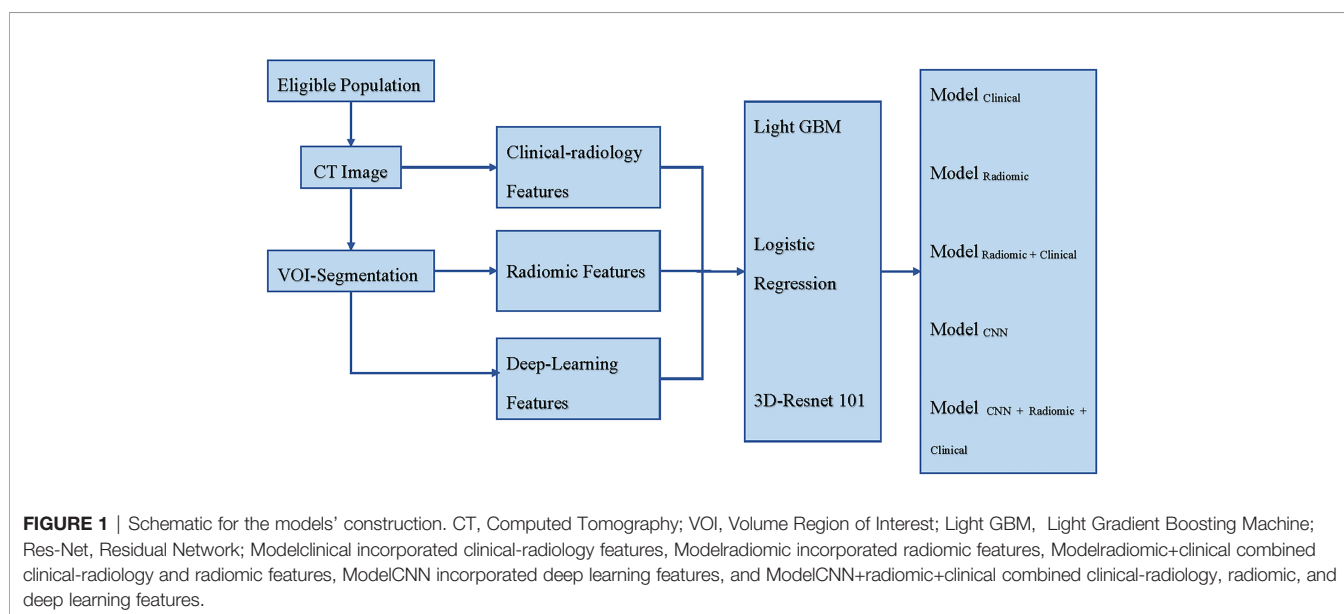 Eligible Population
CT Image
VOI-Segmentation
Clinical-radiology
Features
Radiomic Features
Deep-Learning
Features
Light GBM
Logistic
Regression
3D-Resnet 101
Model Clinical
Model Radiomic
Model Radiomic + Clinical
Model CNN
Model CNN + Radiomic +
Clinical
FIGURE 1 | Schematic for the models’ construction. CT, Computed Tomography; VOI, Volume Region of Interest; Light GBM, Light Gradient Boosting Machine;
Res-Net, Residual Network; Modelclinical incorporated clinical-radiology features, Modelradiomic incorporated radiomic features, Modelradiomic+clinical combined
clinical-radiology and radiomic features, ModelCNN incorporated deep learning features, and ModelCNN+radiomic+clinical combined clinical-radiology, radiomic, and
deep learning features.